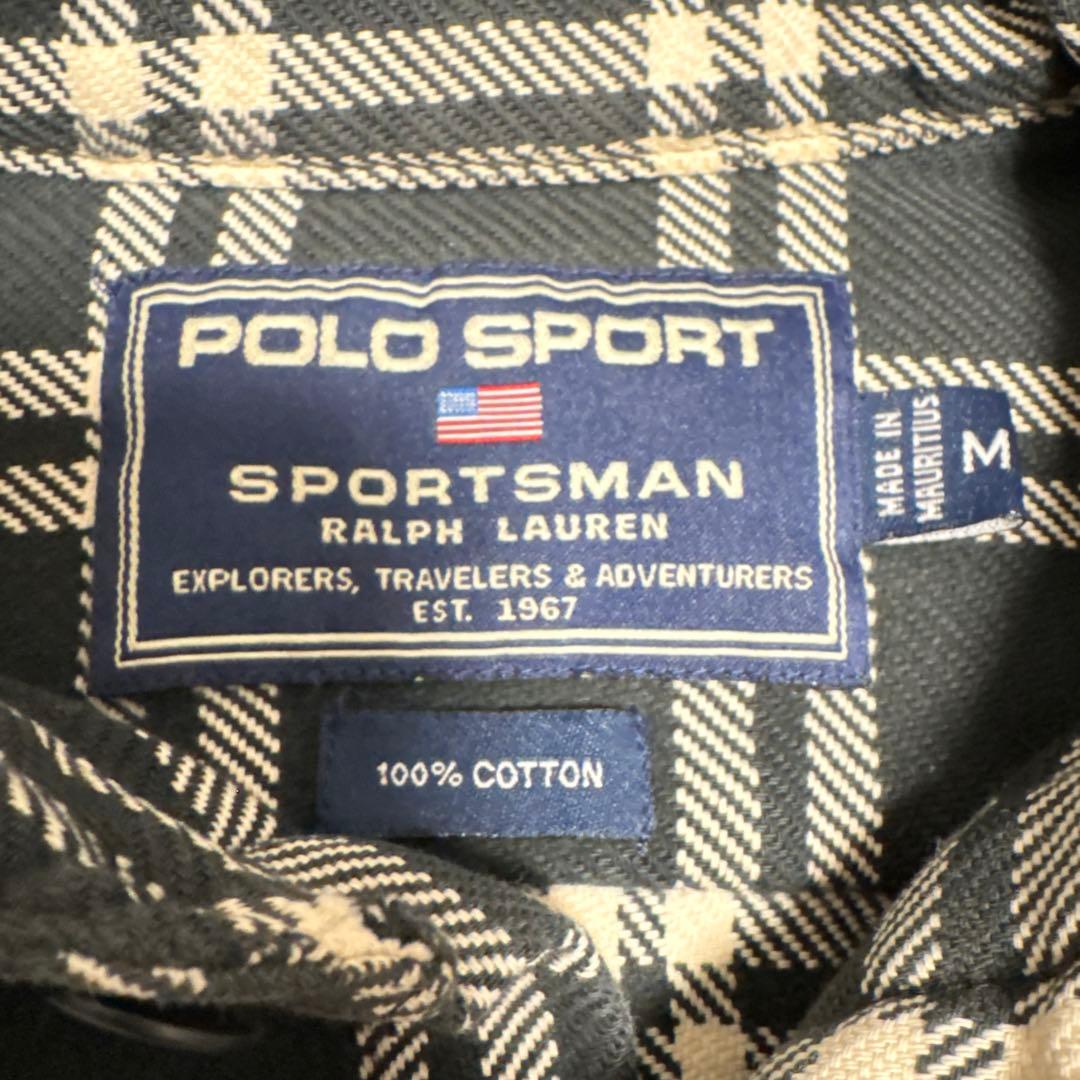 POLO SPORT
SPORTSMAN
RALPH LAUREN
EXPLORERS, TRAVELERS & ADVENTURERS
EST. 1967
MADE IN
MAURITIUS
M
100% COTTON